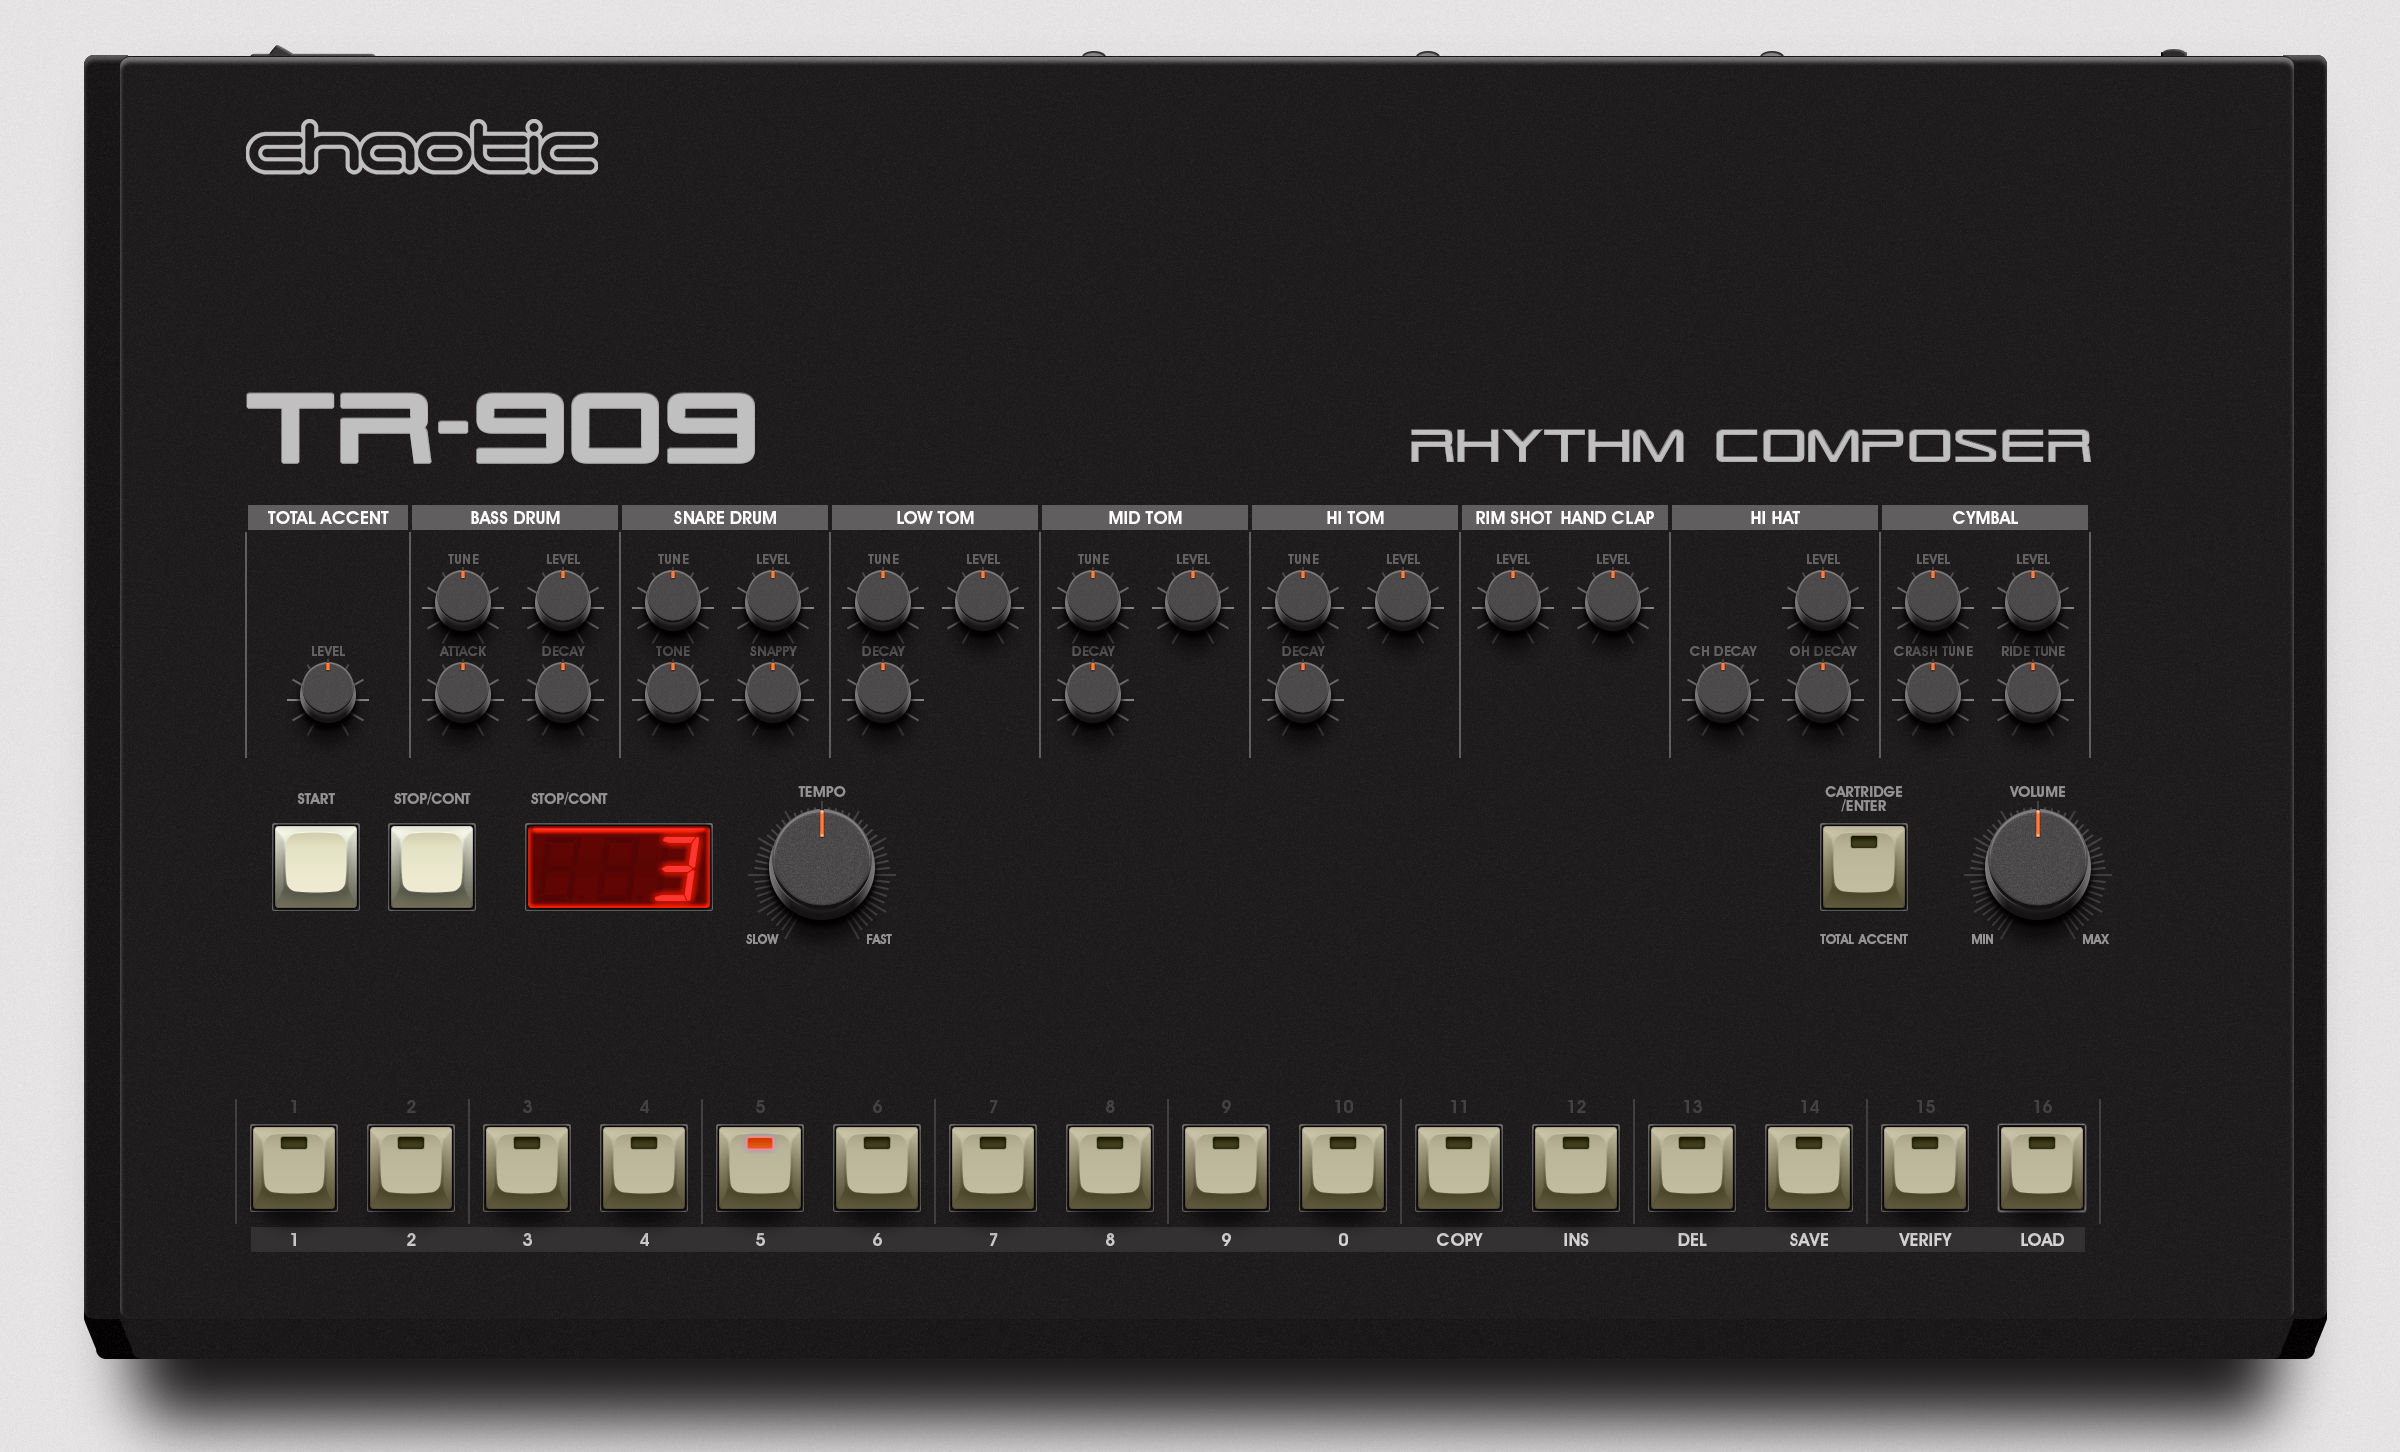 chaotic
TR-909
RHYTHM COMPOSER
TOTAL ACCENT BASS DRUM SNARE DRUM LOW TOM MID TOM HI TOM RIM SHOT HAND CLAP HI HAT CYMBAL
TUNE LEVEL TUNE LEVEL TUNE LEVEL TUNE LEVEL TUNE LEVEL LEVEL LEVEL LEVEL LEVEL LEVEL
LEVEL ATTACK DECAY TONE SNAPPY DECAY DECAY DECAY CH DECAY OH DECAY CRASH TUNE RIDE TUNE
START STOP/CONT STOP/CONT TEMPO CARTRIDGE VOLUME
/ENTER
3
SLOW FAST TOTAL ACCENT MIN MAX
1 2 3 4 5 6 7 8 9 10 11 12 13 14 15 16
1 2 3 4 5 6 7 8 9 0 COPY INS DEL SAVE VERIFY LOAD